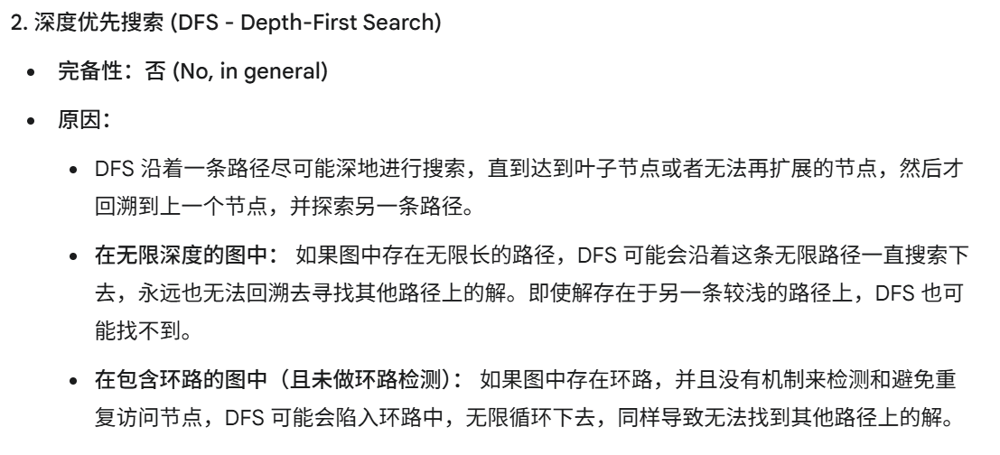 2. 深度优先搜索 (DFS - Depth-First Search)
• 完备性：否 (No, in general)
• 原因：
• DFS 沿着一条路径尽可能深地进行搜索，直到达到叶子节点或者无法再扩展的节点，然后才
回溯到上一个节点，并探索另一条路径。
• 在无限深度的图中： 如果图中存在无限长的路径，DFS 可能会沿着这条无限路径一直搜索下
去，永远也无法回溯去寻找其他路径上的解。即使解存在于另一条较浅的路径上，DFS 也可
能找不到。
• 在包含环路的图中（且未做环路检测）： 如果图中存在环路，并且没有机制来检测和避免重
复访问节点，DFS 可能会陷入环路中，无限循环下去，同样导致无法找到其他路径上的解。